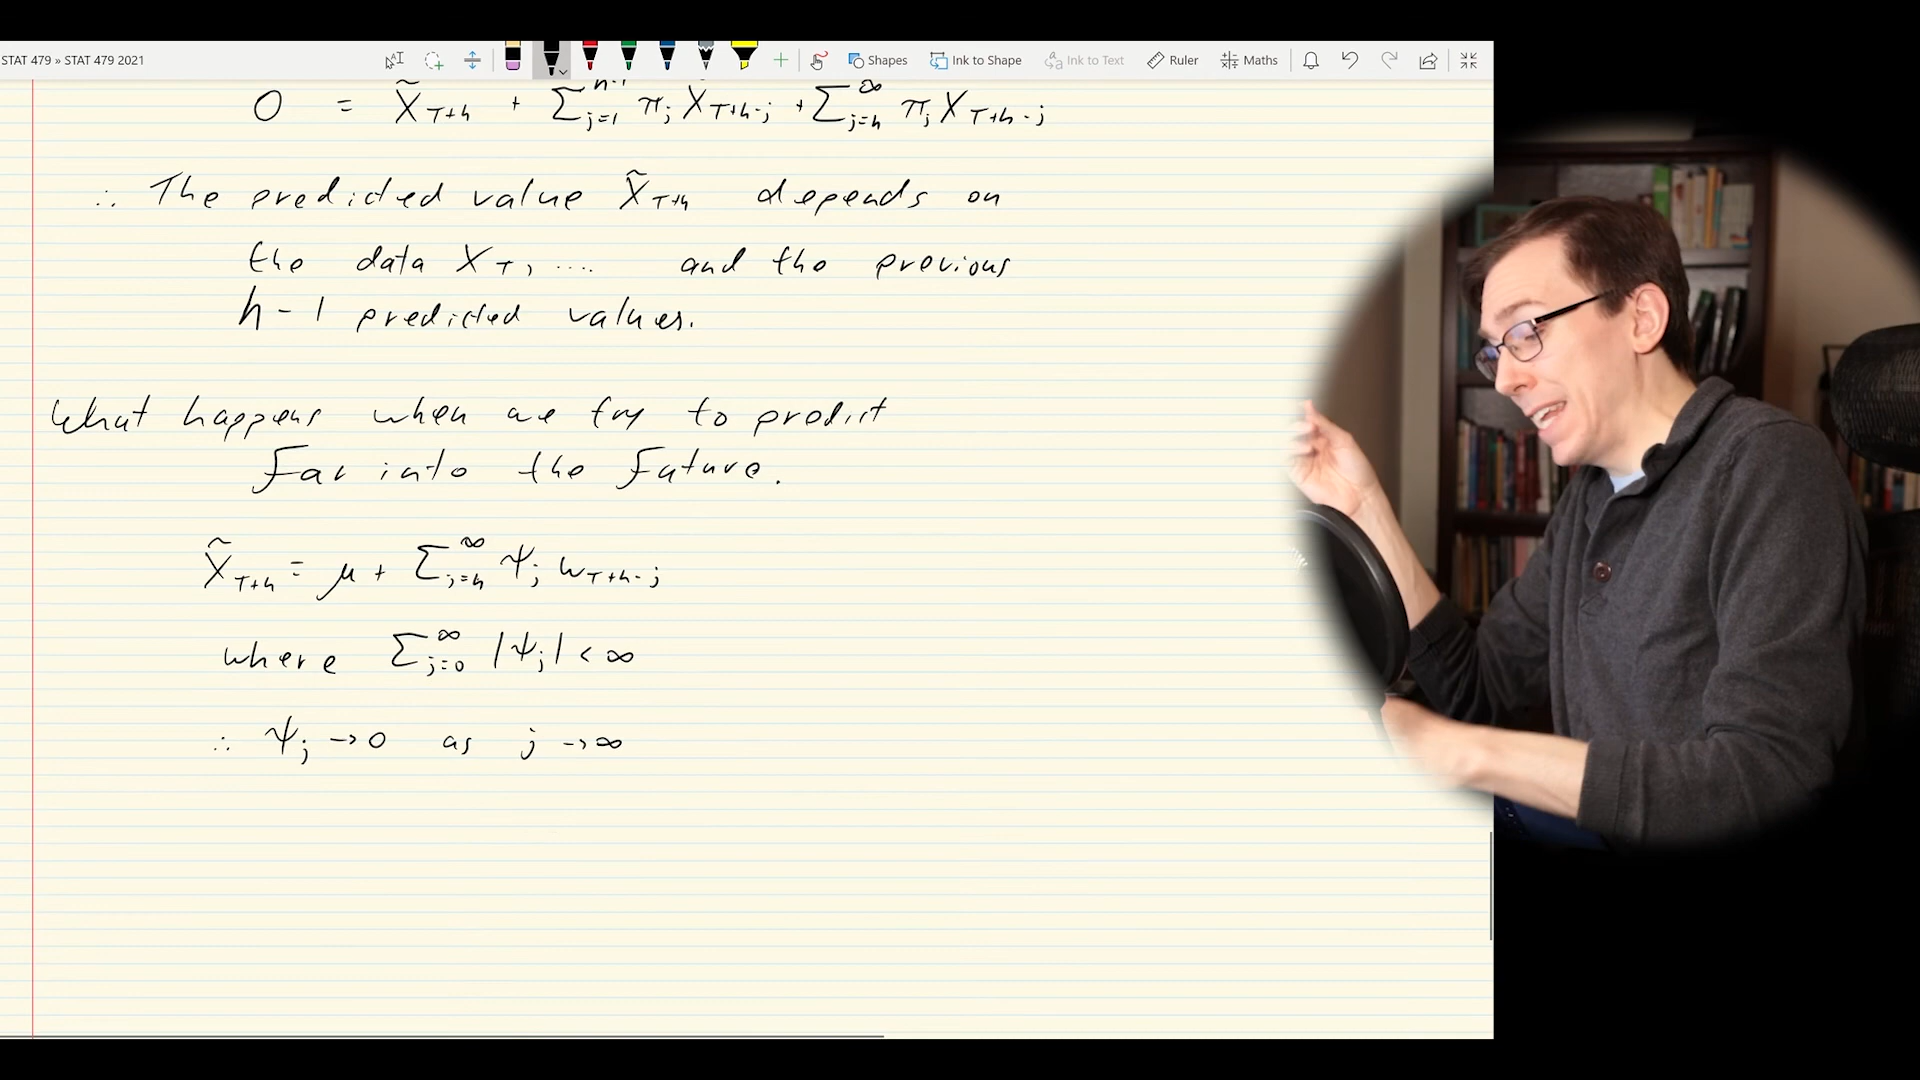 STAT 479 » STAT 479 2021
Shapes Ink to Shape Ink to Text Ruler Maths
0 = X̃_{T+h} + Σ_{j=1}^{h-1} π_j X̃_{T+h-j} + Σ_{j=h}^{∞} π_j X_{T+h-j}
∴ The predicted value X̃_{T+h} depends on
the data X_T, .... and the previous
h-1 predicted values.
What happens when we try to predict
Far into the Future.
X̃_{T+h} = μ + Σ_{j=h}^{∞} Ψ_j w_{T+h-j}
where Σ_{j=0}^{∞} |Ψ_j| < ∞
∴ Ψ_j → 0 as j → ∞